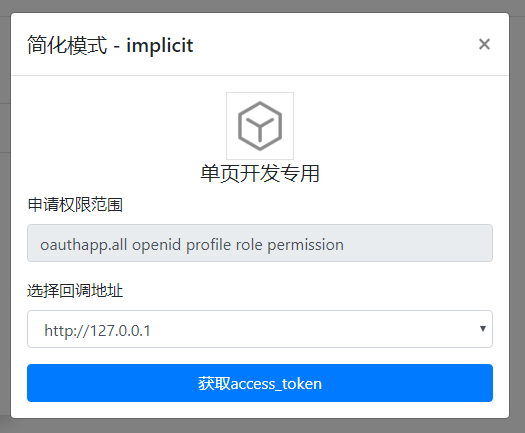 简化模式 - implicit
×
单页开发专用
申请权限范围
oauthapp.all openid profile role permission
选择回调地址
http://127.0.0.1
获取access_token